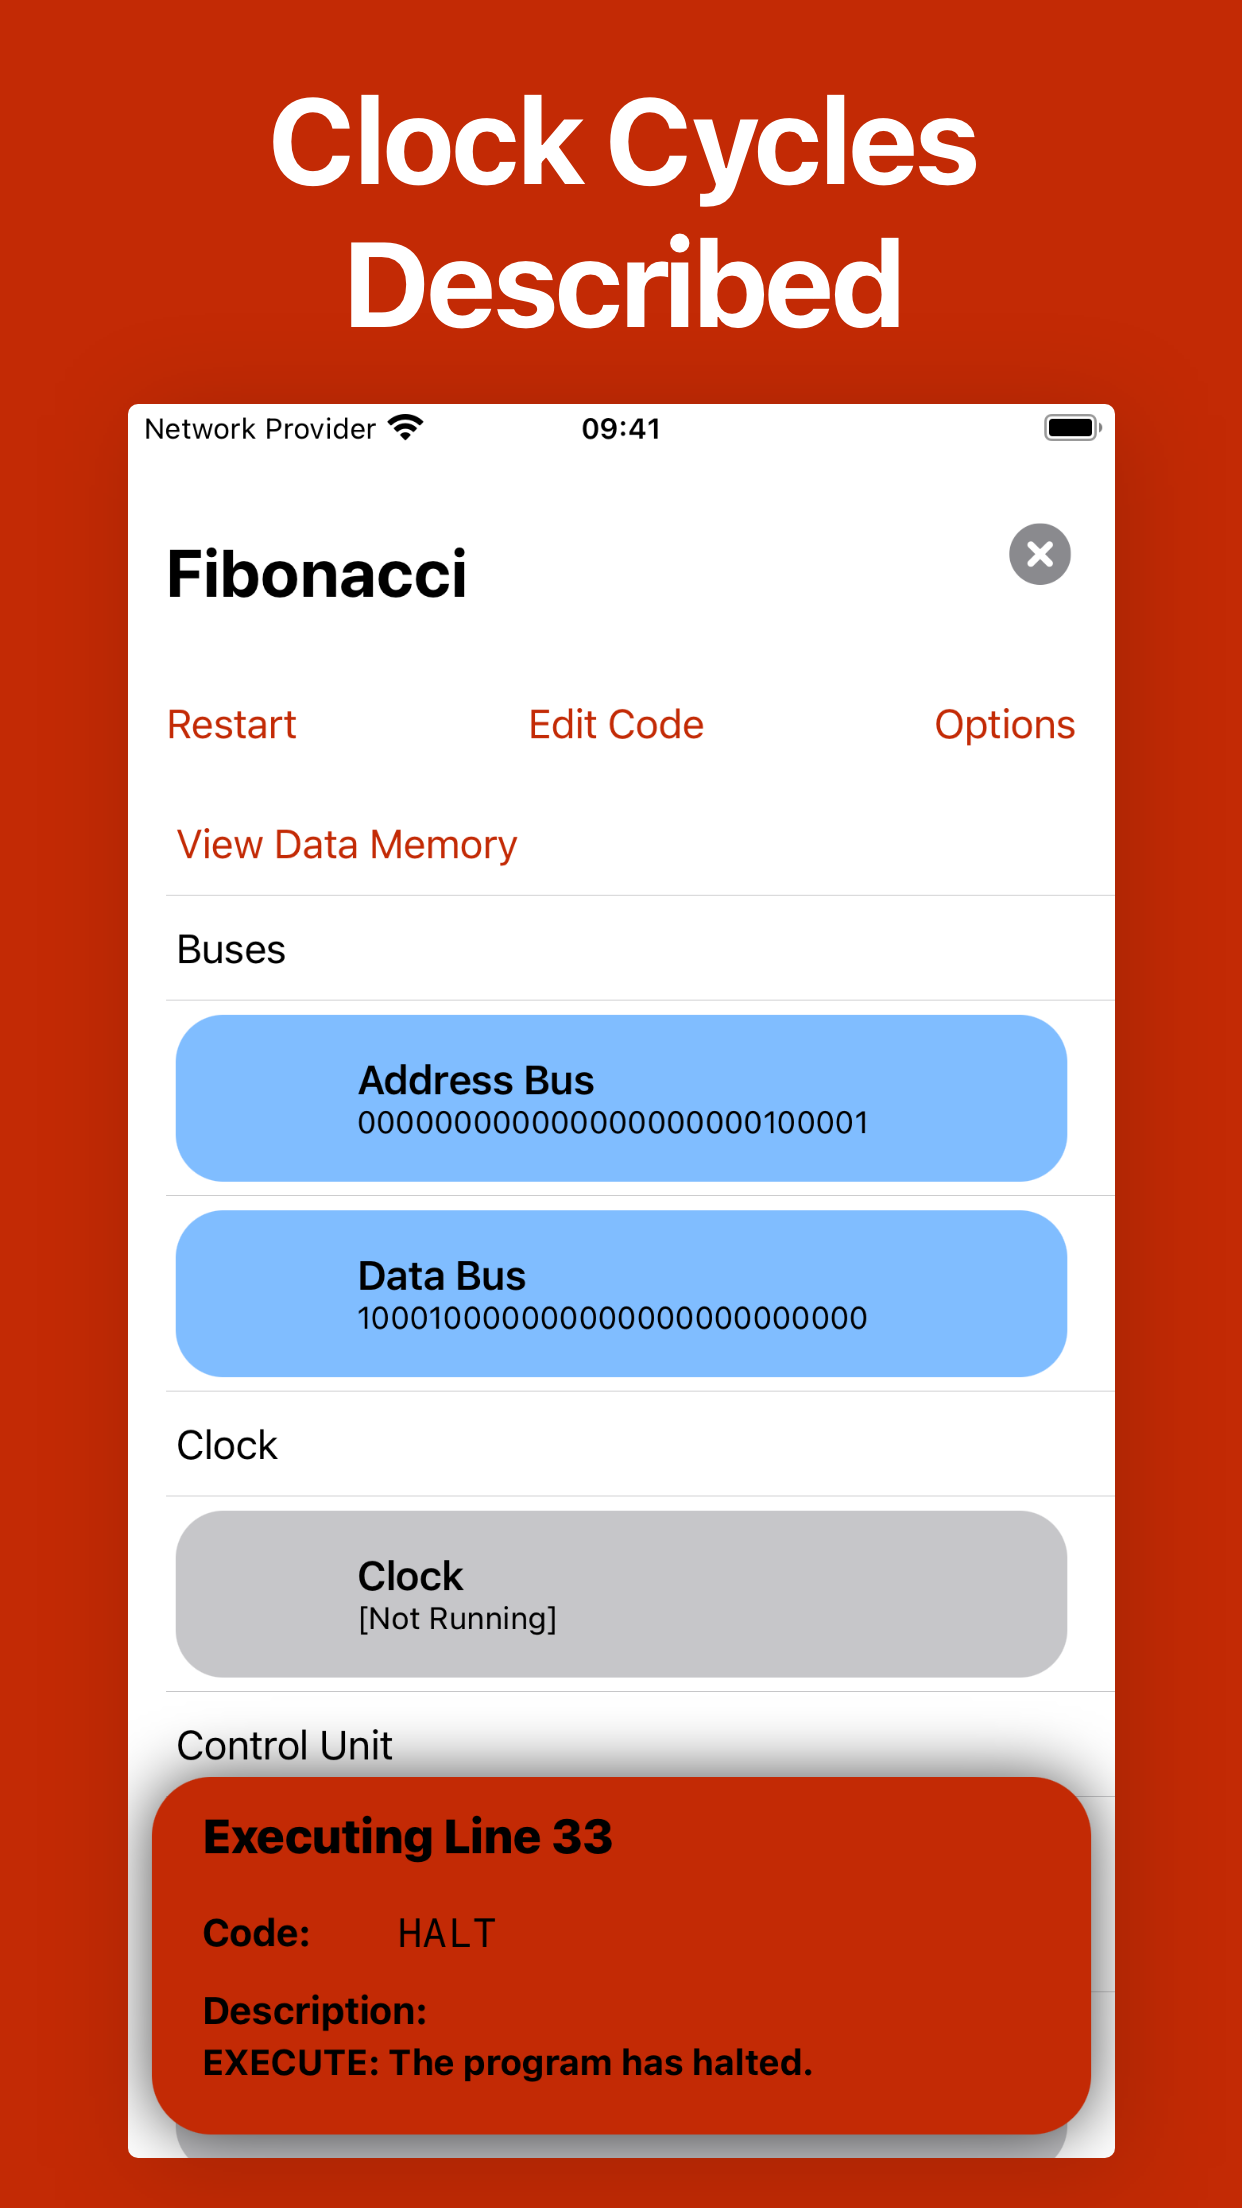 Clock Cycles
Described
Network Provider
09:41
Fibonacci
Restart
Edit Code
Options
View Data Memory
Buses
Address Bus
000000000000000000000100001
Data Bus
100010000000000000000000000
Clock
Clock
[Not Running]
Control Unit
Executing Line 33
Code: HALT
Description:
EXECUTE: The program has halted.